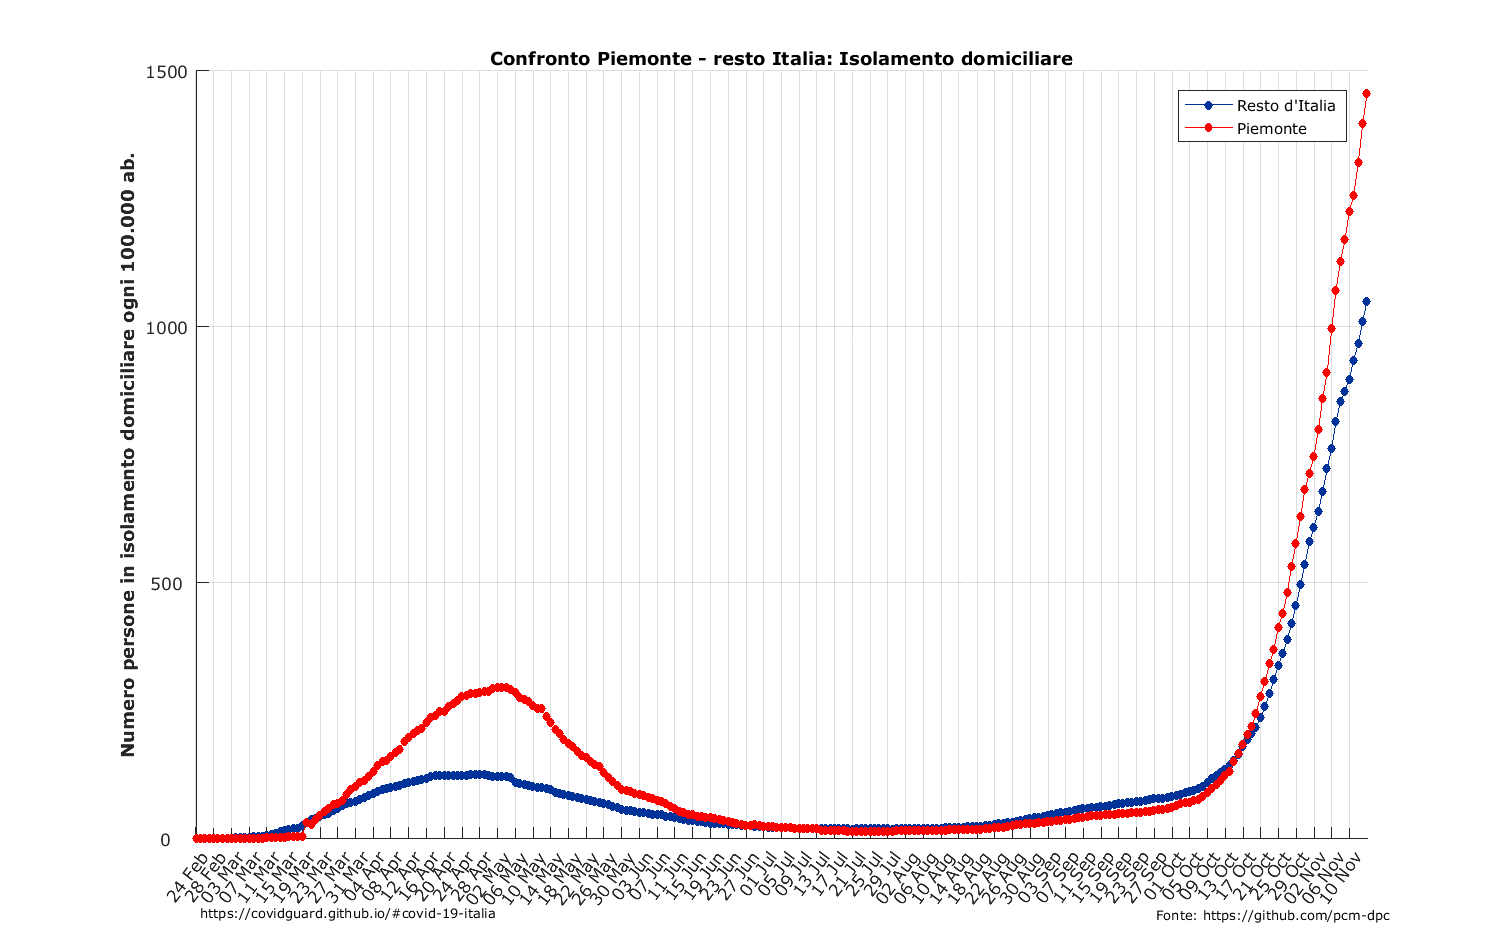 Confronto Piemonte - resto Italia: Isolamento domiciliare
Numero persone in isolamento domiciliare ogni 100.000 ab.
1500
1000
500
0
Resto d'Italia
Piemonte
24 Feb
28 Feb
03 Mar
07 Mar
11 Mar
15 Mar
19 Mar
23 Mar
27 Mar
31 Mar
04 Apr
08 Apr
12 Apr
16 Apr
20 Apr
24 Apr
28 Apr
02 May
06 May
10 May
14 May
18 May
22 May
26 May
30 May
03 Jun
07 Jun
11 Jun
15 Jun
19 Jun
23 Jun
27 Jun
01 Jul
05 Jul
09 Jul
13 Jul
17 Jul
21 Jul
25 Jul
29 Jul
02 Aug
06 Aug
10 Aug
14 Aug
18 Aug
22 Aug
26 Aug
30 Aug
03 Sep
07 Sep
11 Sep
15 Sep
19 Sep
23 Sep
27 Sep
01 Oct
05 Oct
09 Oct
13 Oct
17 Oct
21 Oct
25 Oct
29 Oct
02 Nov
06 Nov
10 Nov
https://covidguard.github.io/#covid-19-italia
Fonte: https://github.com/pcm-dpc